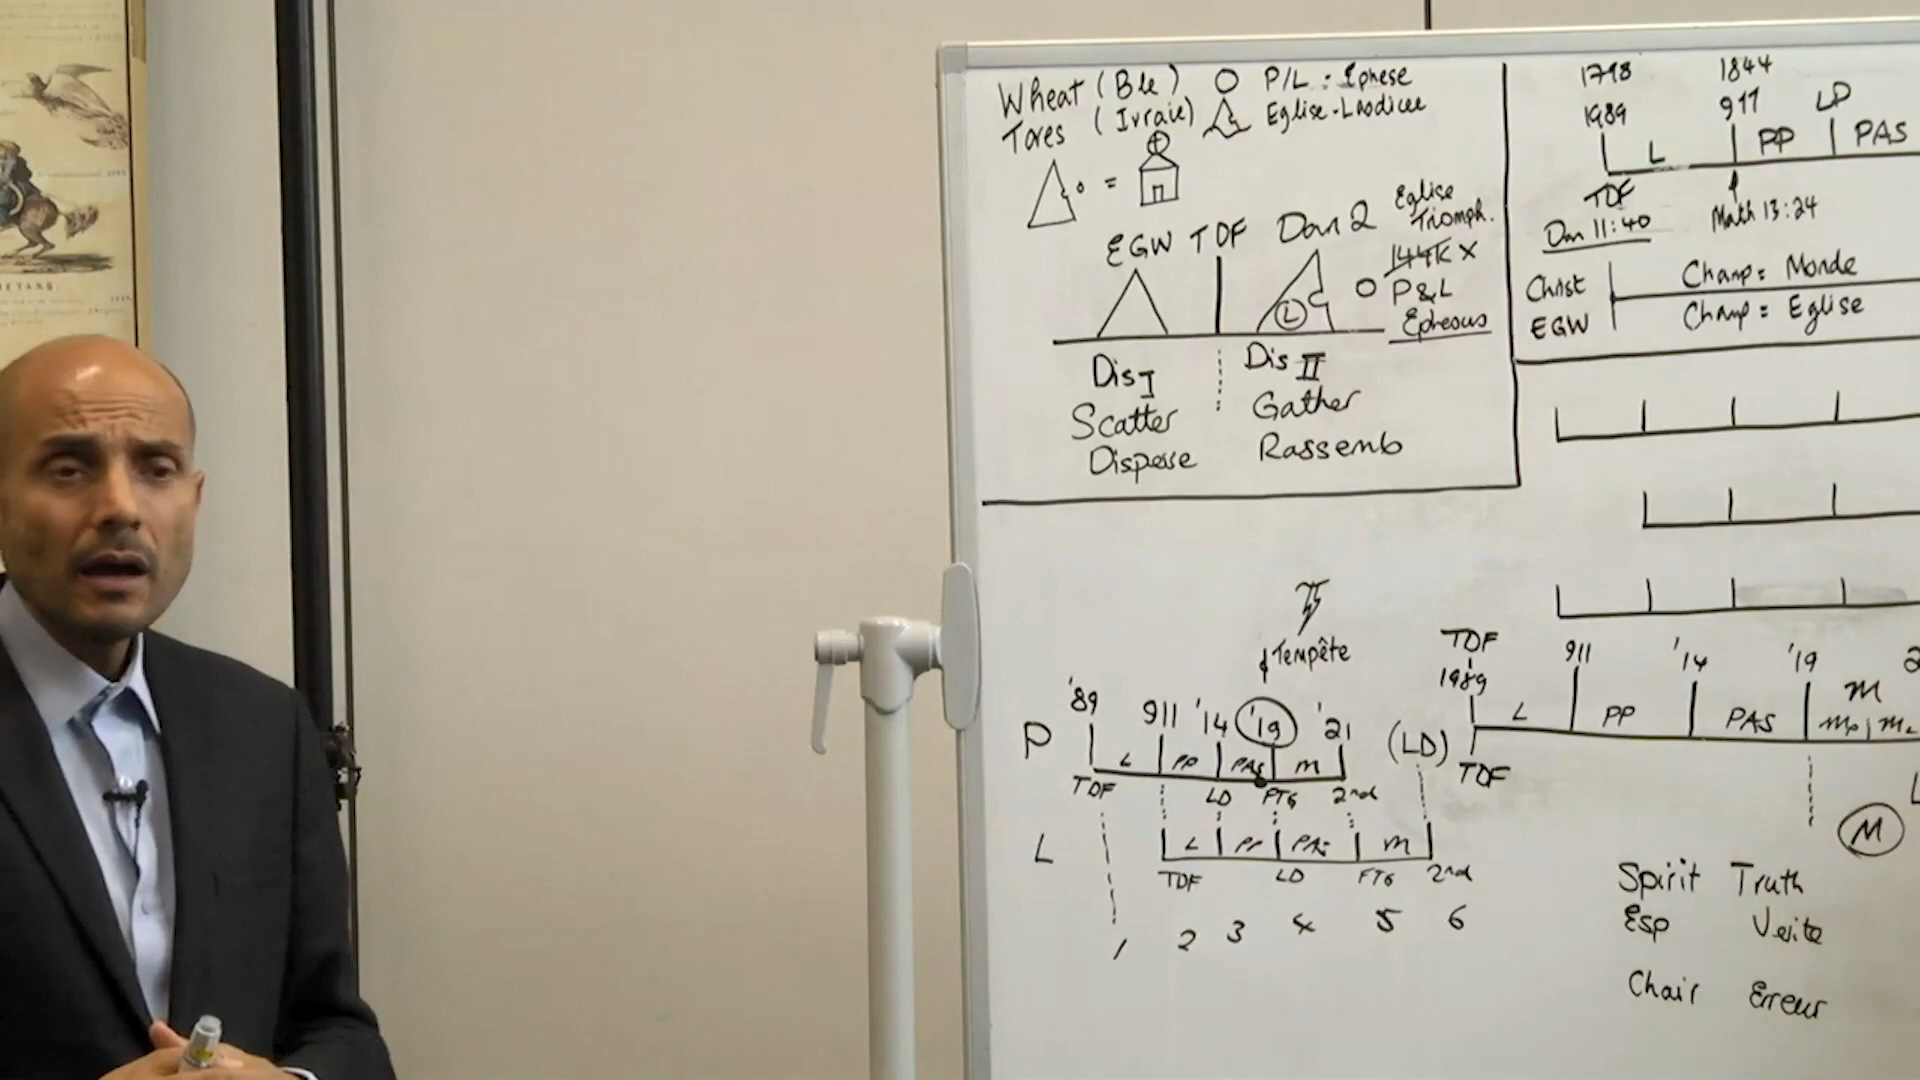 Wheat (Ble) P/L : Ephese
Tares (Ivraie) Eglise-Laodicee
=
Eglise
Triomph.
EGW TDF Dan 2
144K X
L
P&L
Epheous
Dis I Dis II
Scatter Gather
Disperse Rassemb
1798 1844
1989 911 LD
L PP PAS
TDF
Dan 11:40 Math 13:24
Christ Champ = Monde
EGW Champ = Eglise
Tempête
'89 911 '14 '19 '21
P (LD)
L PP PAS m
TDF LD FTG 2nd
L L PP PAS m
TDF LD FTG 2nd
1 2 3 4 5 6
TDF 911 '14 '19 2
1989
L PP PAS m
TDF
M
Spirit Truth
Esp Verite
Chair Erreur
ETANS.